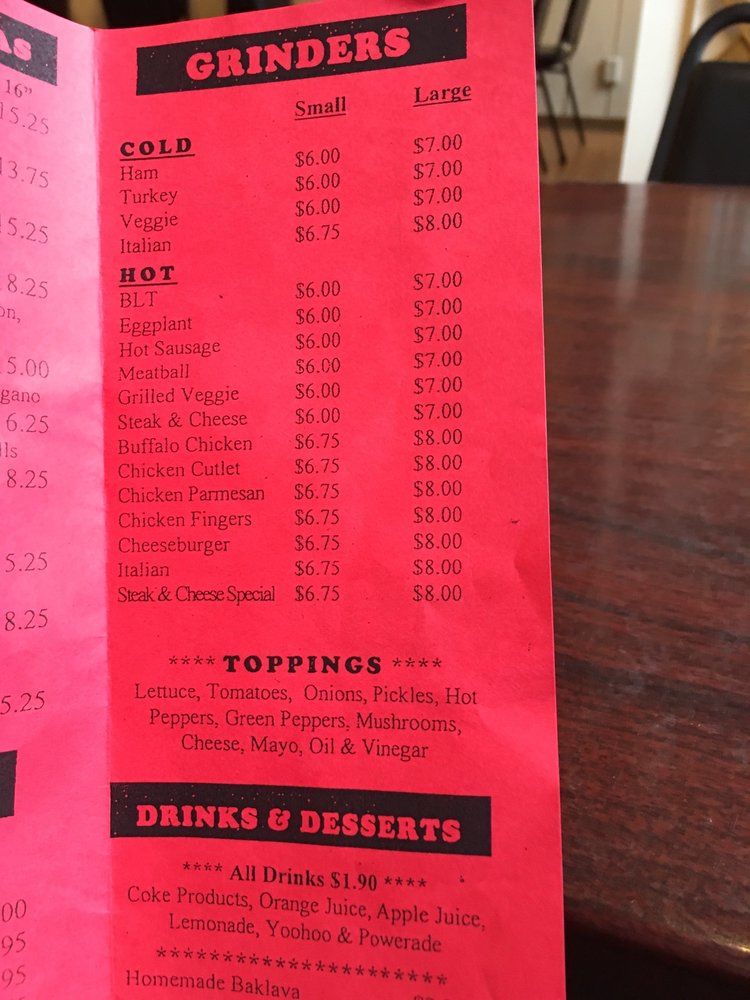 AS
16"
15.25
13.75
15.25
8.25
on,
5.00
gano
6.25
lls
8.25
5.25
8.25
5.25
00
95
95
GRINDERS
Small Large
COLD
Ham $6.00 $7.00
Turkey $6.00 $7.00
Veggie $6.00 $7.00
Italian $6.75 $8.00
HOT
BLT $6.00 $7.00
Eggplant $6.00 $7.00
Hot Sausage $6.00 $7.00
Meatball $6.00 $7.00
Grilled Veggie $6.00 $7.00
Steak & Cheese $6.00 $7.00
Buffalo Chicken $6.75 $8.00
Chicken Cutlet $6.75 $8.00
Chicken Parmesan $6.75 $8.00
Chicken Fingers $6.75 $8.00
Cheeseburger $6.75 $8.00
Italian $6.75 $8.00
Steak & Cheese Special $6.75 $8.00
**** TOPPINGS ****
Lettuce, Tomatoes, Onions, Pickles, Hot
Peppers, Green Peppers, Mushrooms,
Cheese, Mayo, Oil & Vinegar
DRINKS & DESSERTS
**** All Drinks $1.90 ****
Coke Products, Orange Juice, Apple Juice,
Lemonade, Yoohoo & Powerade
**********************
Homemade Baklava